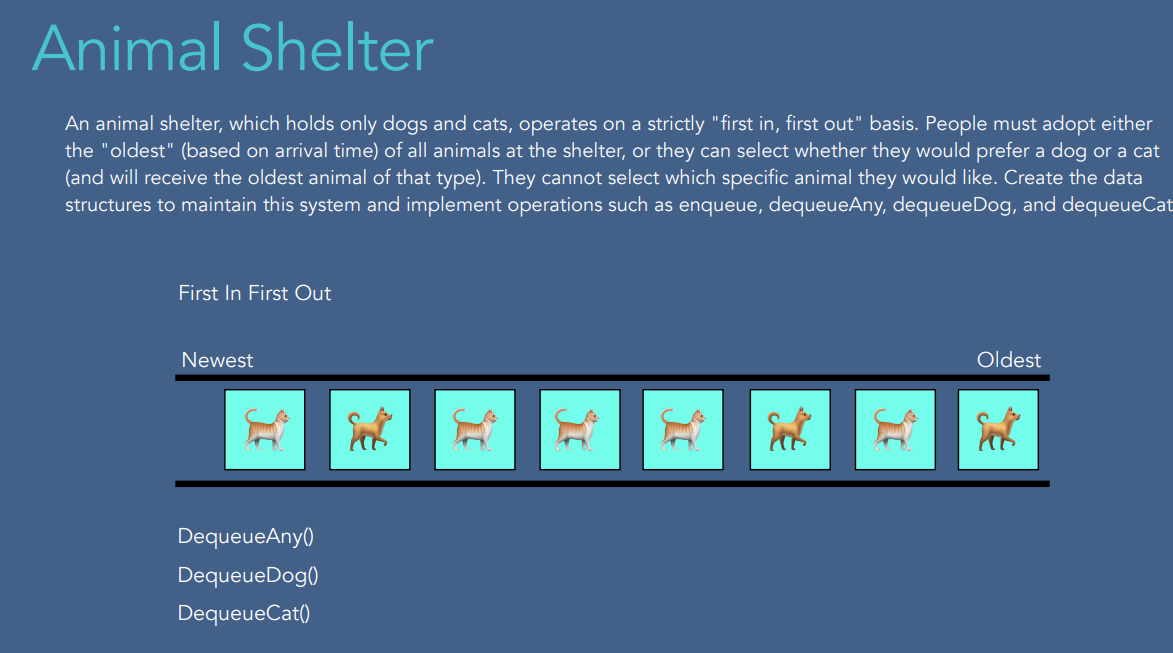 Animal Shelter
An animal shelter, which holds only dogs and cats, operates on a strictly "first in, first out" basis. People must adopt either
the "oldest" (based on arrival time) of all animals at the shelter, or they can select whether they would prefer a dog or a cat
(and will receive the oldest animal of that type). They cannot select which specific animal they would like. Create the data
structures to maintain this system and implement operations such as enqueue, dequeueAny, dequeueDog, and dequeueCat
First In First Out
Newest Oldest
DequeueAny()
DequeueDog()
DequeueCat()